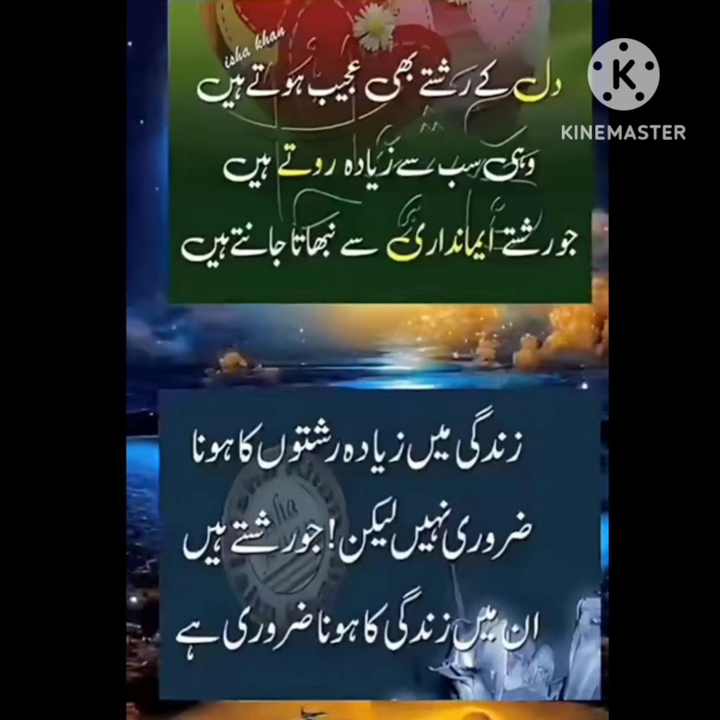 isha khan
دل کے رشتے بھی عجیب ہوتے ہیں
وہی سب سے زیادہ روتے ہیں
جو رشتے ایمانداری سے نبھاتا جانتے ہیں
K
KINEMASTER
زندگی میں زیادہ رشتوں کا ہونا
ضروری نہیں لیکن! جو رشتے ہیں
ان میں زندگی کا ہونا ضروری ہے